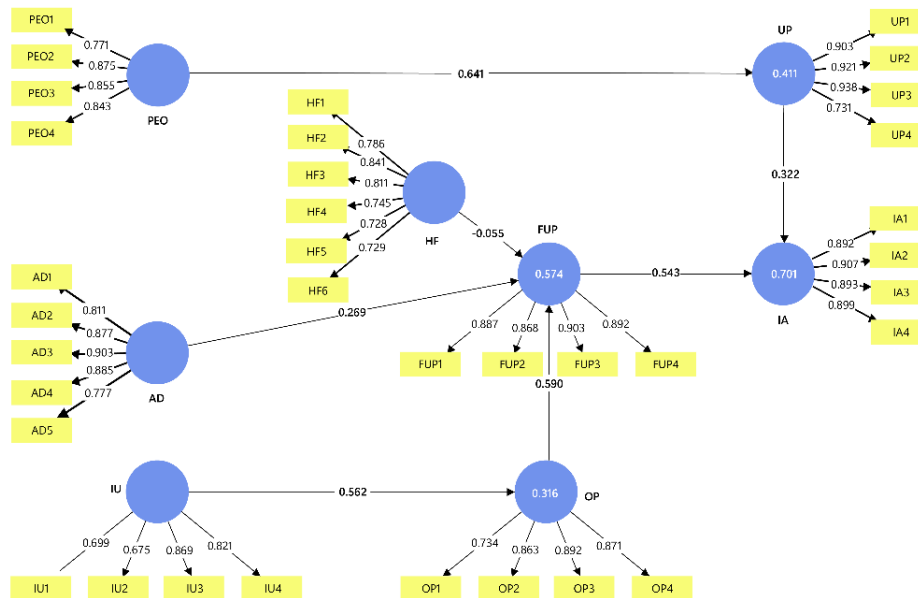 PEO1
PEO2
PEO3
PEO4
0.771
0.875
0.855
0.843
PEO
0.641
UP
0.411
0.903
0.921
0.938
0.731
UP1
UP2
UP3
UP4
HF1
HF2
HF3
HF4
HF5
HF6
0.786
0.841
0.811
0.745
0.728
0.729
HF
-0.055
0.322
FUP
0.574
0.543
0.701
IA
0.892
0.907
0.893
0.899
IA1
IA2
IA3
IA4
AD1
AD2
AD3
AD4
AD5
0.811
0.877
0.903
0.885
0.777
AD
0.269
0.887
0.868
0.903
0.892
FUP1
FUP2
FUP3
FUP4
0.590
IU
0.562
0.316
OP
0.699
0.675
0.869
0.821
IU1
IU2
IU3
IU4
0.734
0.863
0.892
0.871
OP1
OP2
OP3
OP4